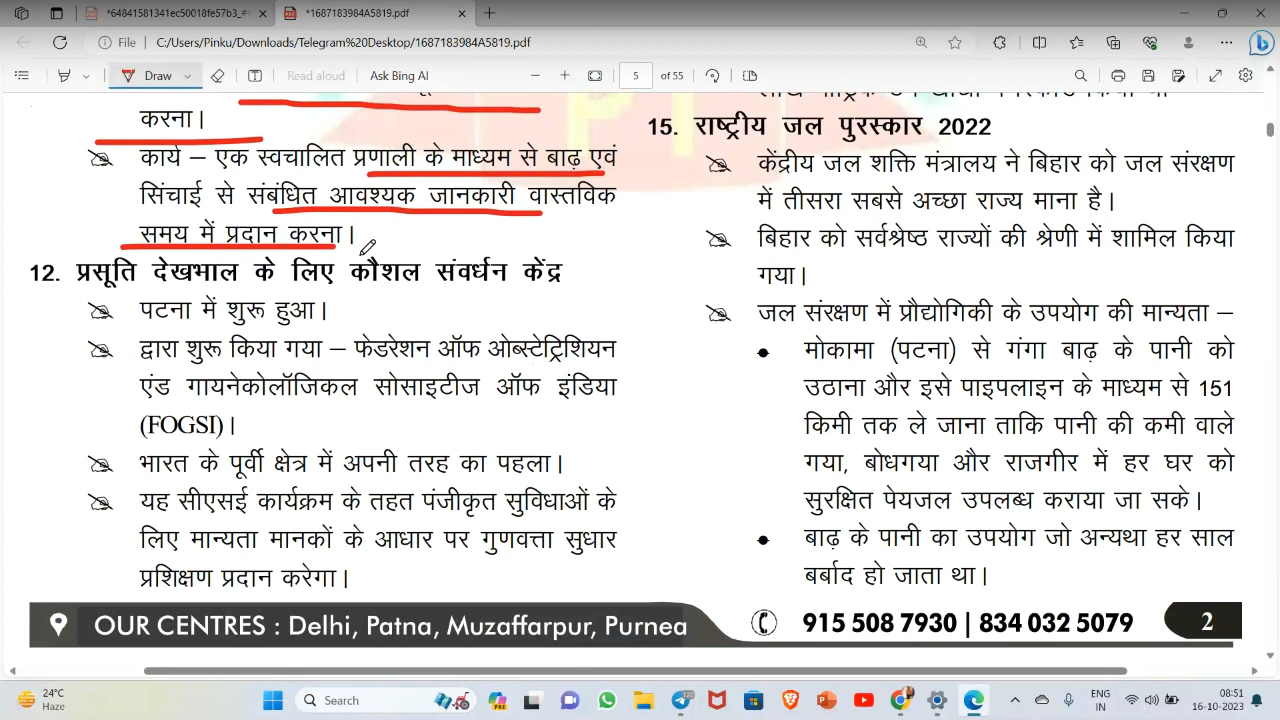 *64841581341ec50018fe57b3_#
*1687183984A5819.pdf
File C:/Users/Pinku/Downloads/Telegram%20Desktop/1687183984A5819.pdf
Draw
Read aloud
Ask Bing AI
5 of 55
करना।
कार्य – एक स्वचालित प्रणाली के माध्यम से बाढ़ एवं
सिंचाई से संबंधित आवश्यक जानकारी वास्तविक
समय में प्रदान करना।
12. प्रसूति देखभाल के लिए कौशल संवर्धन केंद्र
पटना में शुरू हुआ।
द्वारा शुरू किया गया – फेडरेशन ऑफ ओब्स्टेट्रिशियन
एंड गायनेकोलॉजिकल सोसाइटीज ऑफ इंडिया
(FOGSI)।
भारत के पूर्वी क्षेत्र में अपनी तरह का पहला।
यह सीएसई कार्यक्रम के तहत पंजीकृत सुविधाओं के
लिए मान्यता मानकों के आधार पर गुणवत्ता सुधार
प्रशिक्षण प्रदान करेगा।
15. राष्ट्रीय जल पुरस्कार 2022
केंद्रीय जल शक्ति मंत्रालय ने बिहार को जल संरक्षण
में तीसरा सबसे अच्छा राज्य माना है।
बिहार को सर्वश्रेष्ठ राज्यों की श्रेणी में शामिल किया
गया।
जल संरक्षण में प्रौद्योगिकी के उपयोग की मान्यता –
मोकामा (पटना) से गंगा बाढ़ के पानी को
उठाना और इसे पाइपलाइन के माध्यम से 151
किमी तक ले जाना ताकि पानी की कमी वाले
गया, बोधगया और राजगीर में हर घर को
सुरक्षित पेयजल उपलब्ध कराया जा सके।
बाढ़ के पानी का उपयोग जो अन्यथा हर साल
बर्बाद हो जाता था।
OUR CENTRES : Delhi, Patna, Muzaffarpur, Purnea
915 508 7930 | 834 032 5079
2
24°C
Haze
Search
ENG
IN
08:51
16-10-2023